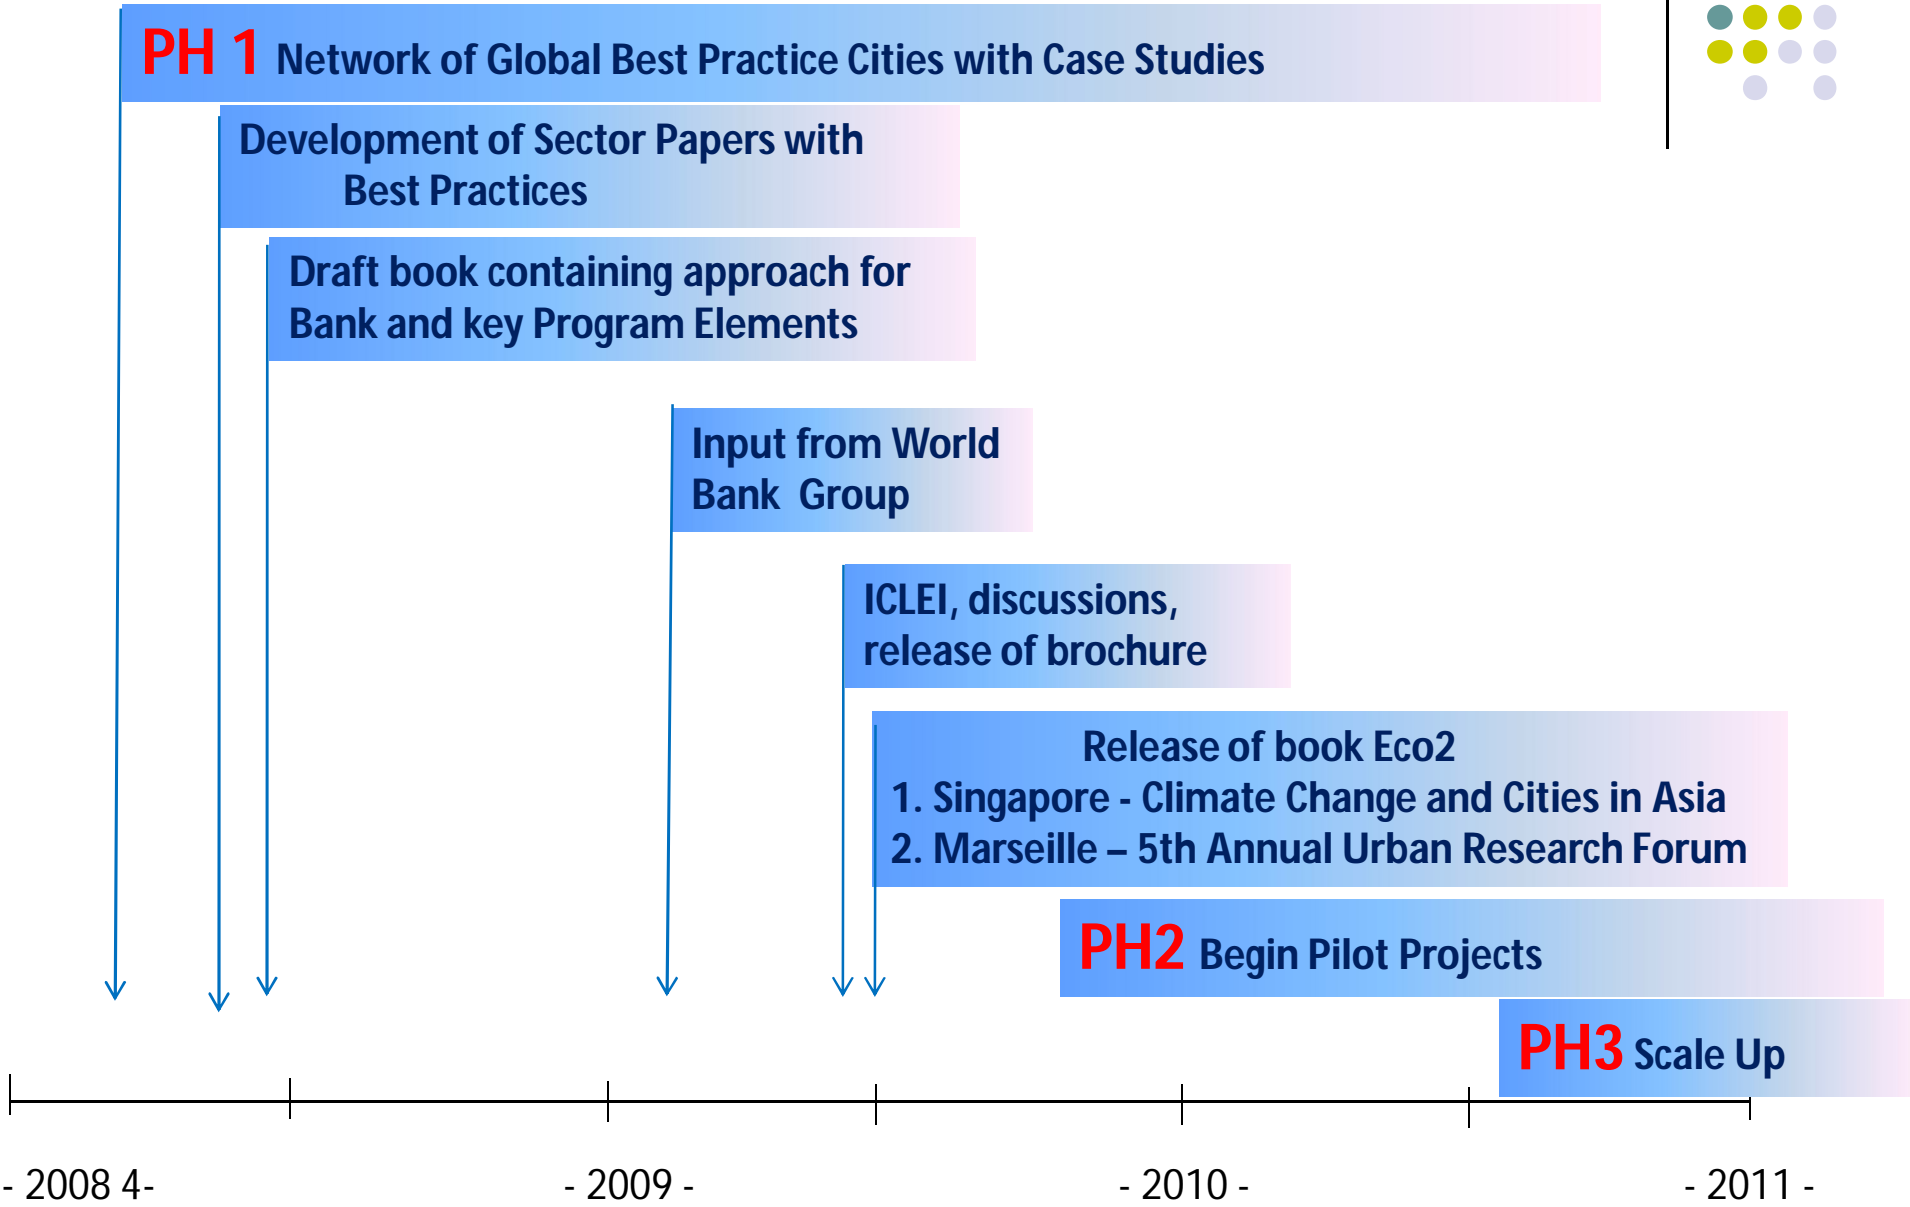 PH 1 Network of Global Best Practice Cities with Case Studies
Development of Sector Papers with
Best Practices
Draft book containing approach for
Bank and key Program Elements
Input from World
Bank Group
ICLEI, discussions,
release of brochure
Release of book Eco2
1. Singapore - Climate Change and Cities in Asia
2. Marseille – 5th Annual Urban Research Forum
PH2 Begin Pilot Projects
PH3 Scale Up
- 2008 4- - 2009 - - 2010 - - 2011 -